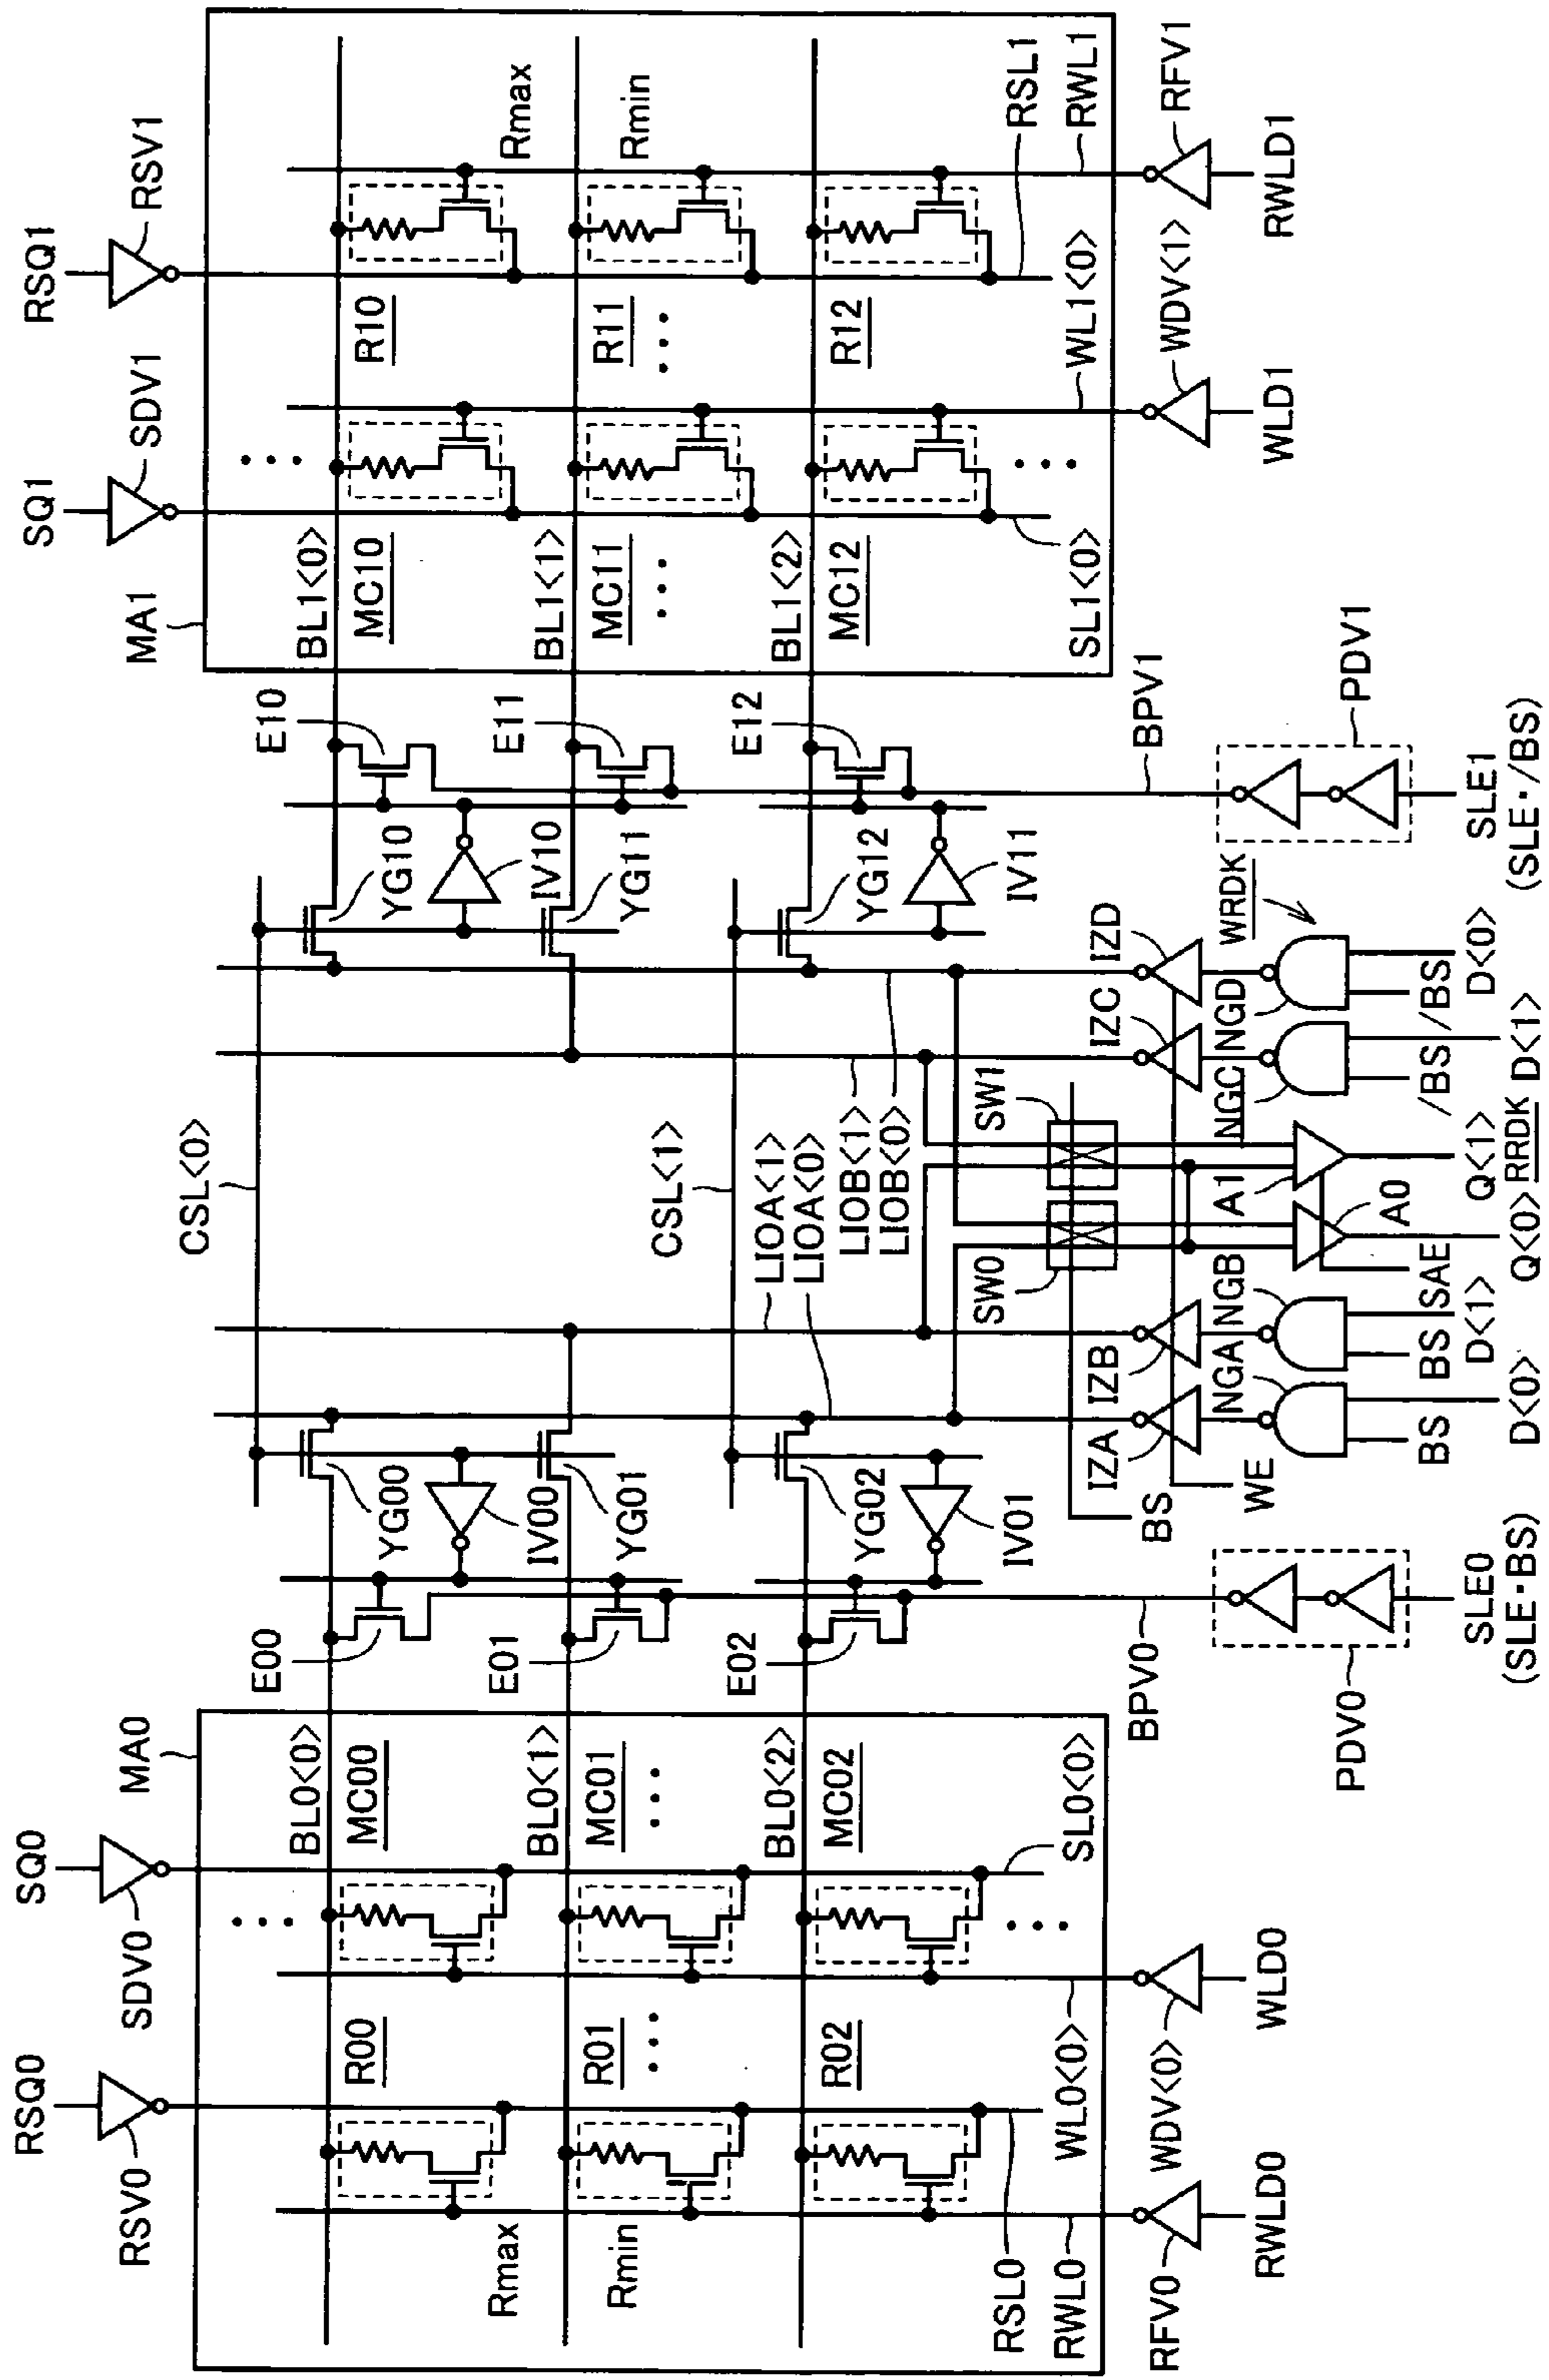 RSQ0
SQ0
SQ1
RSQ1
RSV0
SDV0
SDV1
RSV1
MA0
MA1
CSL<0>
E00
E10
BL0<0>
BL1<0>
R00
MC00
MC10
R10
YG00
YG10
Rmax
Rmax
IV00
IV10
E01
E11
BL0<1>
BL1<1>
R01
MC01
MC11
R11
YG01
YG11
Rmin
Rmin
CSL<1>
E02
E12
BL0<2>
BL1<2>
R02
MC02
MC12
R12
LIOA<1>
LIOA<0>
LIOB<1>
LIOB<0>
YG02
YG12
IV01
IV11
RSL0
RWL0
WL0<0>
SL0<0>
SL1<0>
WL1<0>
RSL1
RWL1
SW0
SW1
IZA
IZB
IZC
IZD
BPV0
BPV1
BS
WE
NGA
NGB
A1
NGC
NGD
WRDK
RFV0
WDV<0>
WDV<1>
RFV1
RWLD0
WLD0
WLD1
RWLD1
PDV0
PDV1
A0
BS
BS
SAE
/BS
/BS
SLE0
(SLE·BS)
D<0>
D<1>
Q<0>
Q<1>
RRDK
D<1>
D<0>
SLE1
(SLE·/BS)